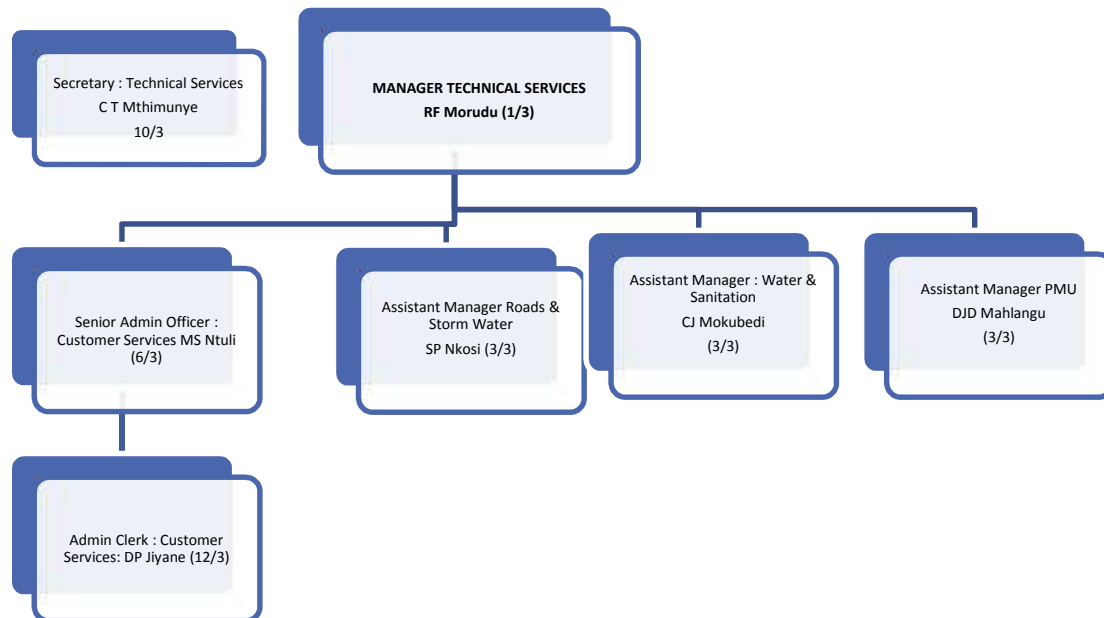 Secretary : Technical Services
C T Mthimunye
10/3
MANAGER TECHNICAL SERVICES
RF Morudu (1/3)
Senior Admin Officer :
Customer Services MS Ntuli
(6/3)
Assistant Manager Roads &
Storm Water
SP Nkosi (3/3)
Assistant Manager : Water &
Sanitation
CJ Mokubedi
(3/3)
Assistant Manager PMU
DJD Mahlangu
(3/3)
Admin Clerk : Customer
Services: DP Jiyane (12/3)